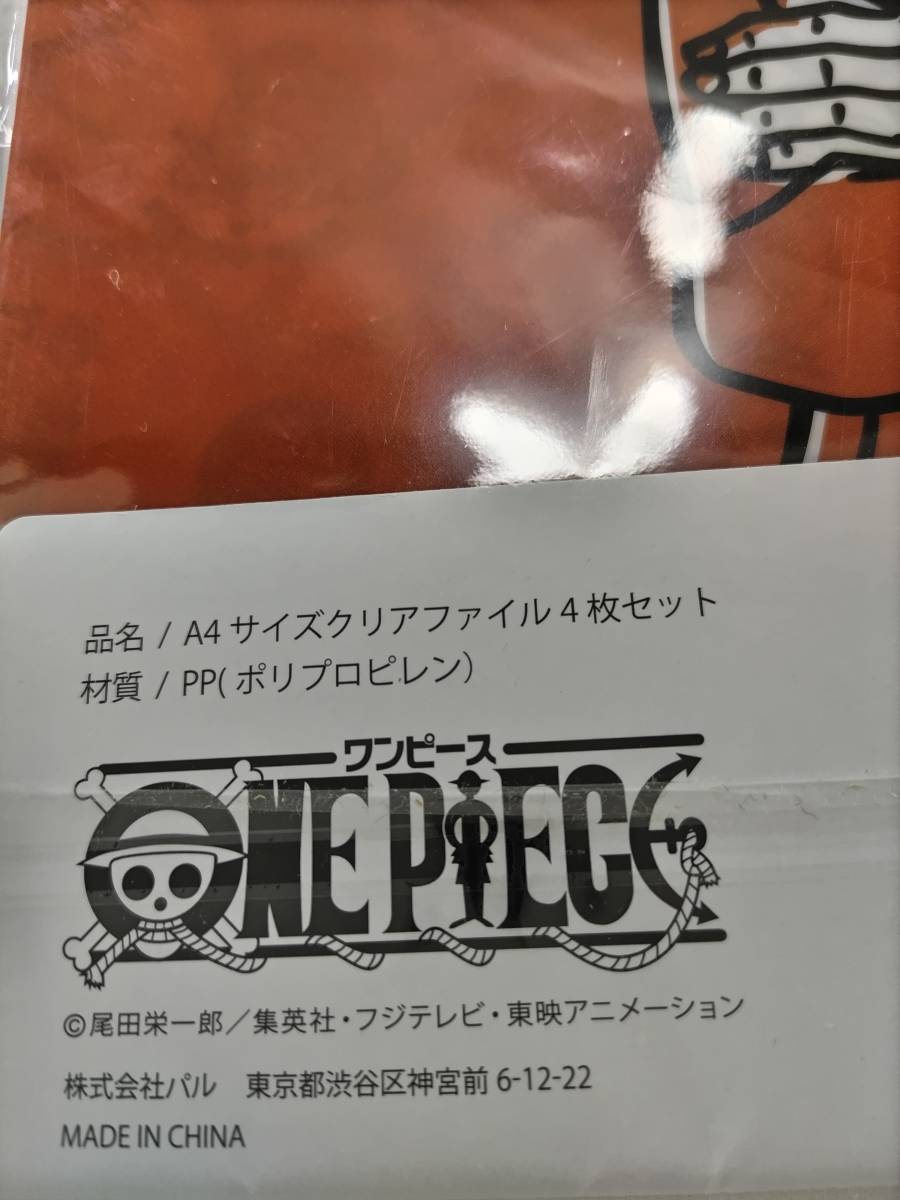 品名 / A4 サイズクリアファイル 4 枚セット
材質 / PP( ポリプロピレン）
ワンピース
ONE PIECE
©尾田栄一郎／集英社・フジテレビ・東映アニメーション
株式会社パル　東京都渋谷区神宮前 6-12-22
MADE IN CHINA